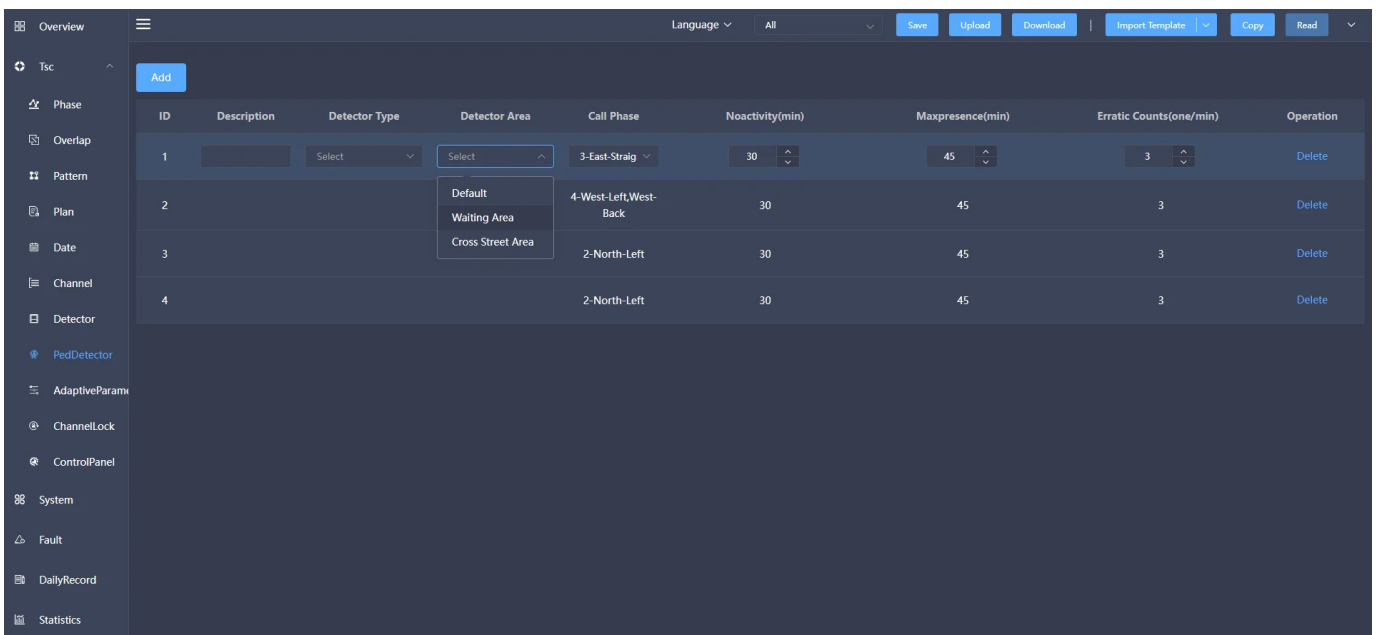 Overview
Language All Save Upload Download | Import Template Copy Read
Tsc
Add
Phase
ID Description Detector Type Detector Area Call Phase Noactivity(min) Maxpresence(min) Erratic Counts(one/min) Operation
Overlap
1 Select Select 3-East-Straig 30 45 3 Delete
Pattern
Default
Waiting Area
Cross Street Area
Plan
2 4-West-Left,West-
Back 30 45 3 Delete
Date
3 2-North-Left 30 45 3 Delete
Channel
4 2-North-Left 30 45 3 Delete
Detector
PedDetector
AdaptiveParame
ChannelLock
ControlPanel
System
Fault
DailyRecord
Statistics